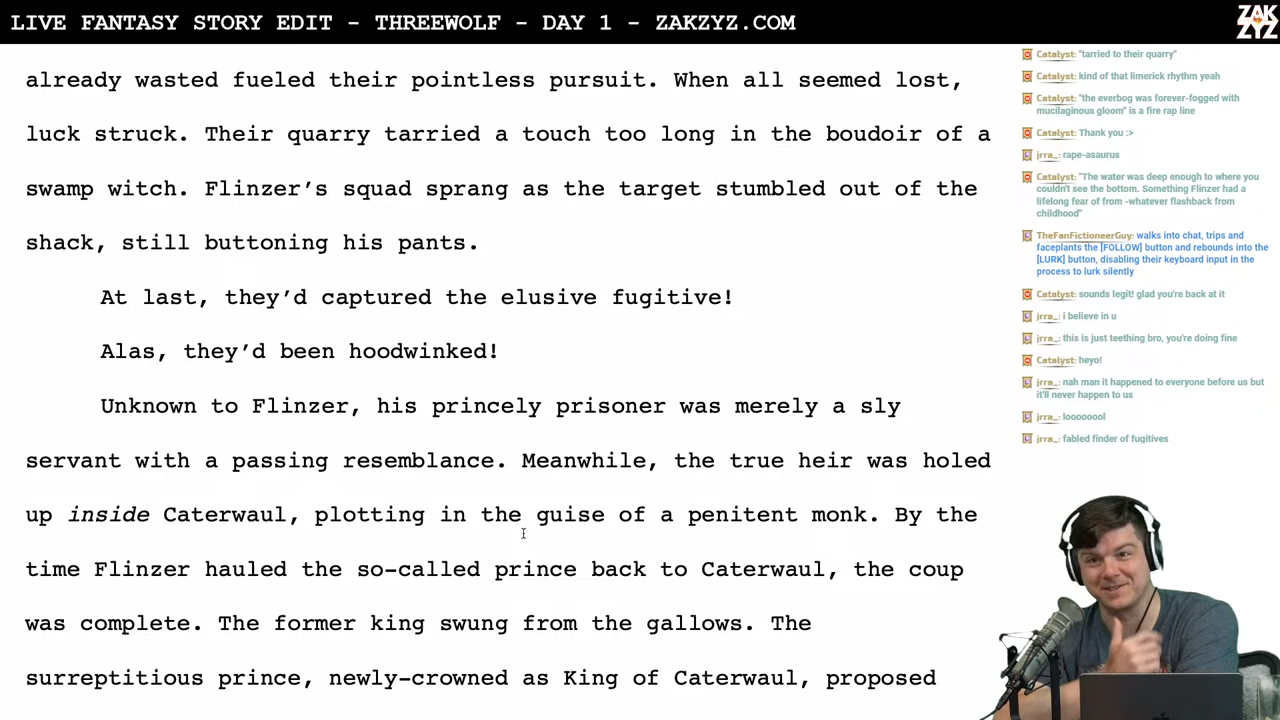 LIVE FANTASY STORY EDIT - THREEWOLF - DAY 1 - ZAKZYZ.COM
ZAK
ZYZ
already wasted fueled their pointless pursuit. When all seemed lost,
luck struck. Their quarry tarried a touch too long in the boudoir of a
swamp witch. Flinzer’s squad sprang as the target stumbled out of the
shack, still buttoning his pants.
At last, they’d captured the elusive fugitive!
Alas, they’d been hoodwinked!
Unknown to Flinzer, his princely prisoner was merely a sly
servant with a passing resemblance. Meanwhile, the true heir was holed
up inside Caterwaul, plotting in the guise of a penitent monk. By the
time Flinzer hauled the so-called prince back to Caterwaul, the coup
was complete. The former king swung from the gallows. The
surreptitious prince, newly-crowned as King of Caterwaul, proposed
Catalyst: "tarried to their quarry"
Catalyst: kind of that limerick rhythm yeah
Catalyst: "the everbog was forever-fogged with
mucilaginous gloom" is a fire rap line
Catalyst: Thank you :>
jrra_: rape-asaurus
Catalyst: "The water was deep enough to where you
couldn't see the bottom. Something Flinzer had a
lifelong fear of from -whatever flashback from
childhood"
TheFanFictioneerGuy: walks into chat, trips and
faceplants the [FOLLOW] button and rebounds into the
[LURK] button, disabling their keyboard input in the
process to lurk silently
Catalyst: sounds legit! glad you're back at it
jrra_: i believe in u
jrra_: this is just teething bro, you're doing fine
Catalyst: heyo!
jrra_: nah man it happened to everyone before us but
it'll never happen to us
jrra_: looooool
jrra_: fabled finder of fugitives